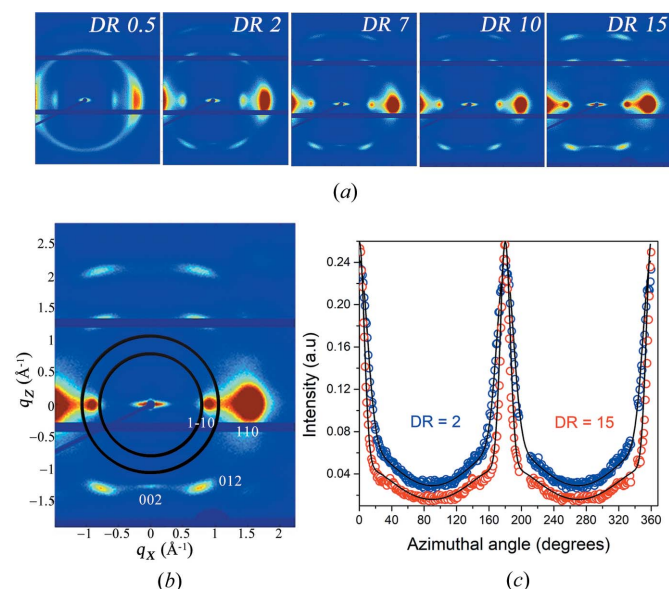 DR 0.5 DR 2 DR 7 DR 10 DR 15
(a)
2.5
2
1.5
1
0.5
0
−0.5
−1
−1.5
qz (Å⁻¹)
1-10
110
012
002
−1 −0.5 0 0.5 1 1.5 2
qx (Å⁻¹)
(b)
0.24
0.20
0.16
0.12
0.08
0.04
Intensity (a.u)
DR = 2
DR = 15
0 40 80 120 160 200 240 280 320 360
Azimuthal angle (degrees)
(c)